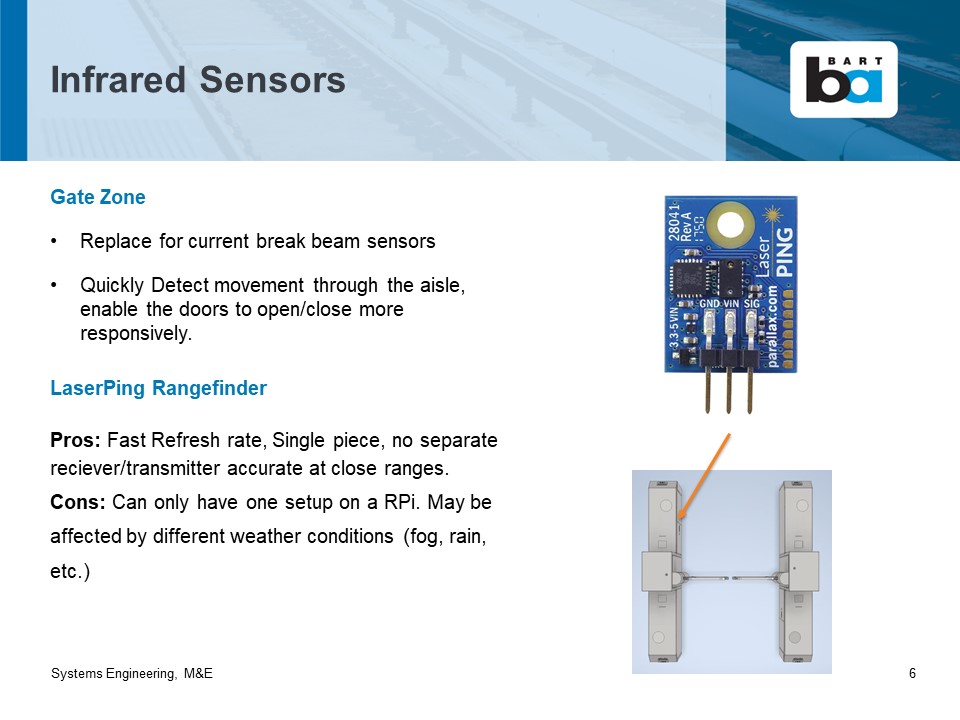 Infrared Sensors
BART
ba
Gate Zone
• Replace for current break beam sensors
• Quickly Detect movement through the aisle,
enable the doors to open/close more
responsively.
LaserPing Rangefinder
Pros: Fast Refresh rate, Single piece, no separate
reciever/transmitter accurate at close ranges.
Cons: Can only have one setup on a RPi. May be
affected by different weather conditions (fog, rain,
etc.)
28041
Rev A
1750
Laser
PING
GND VIN SIG
3.3-5 VIN
parallax.com
Systems Engineering, M&E
6